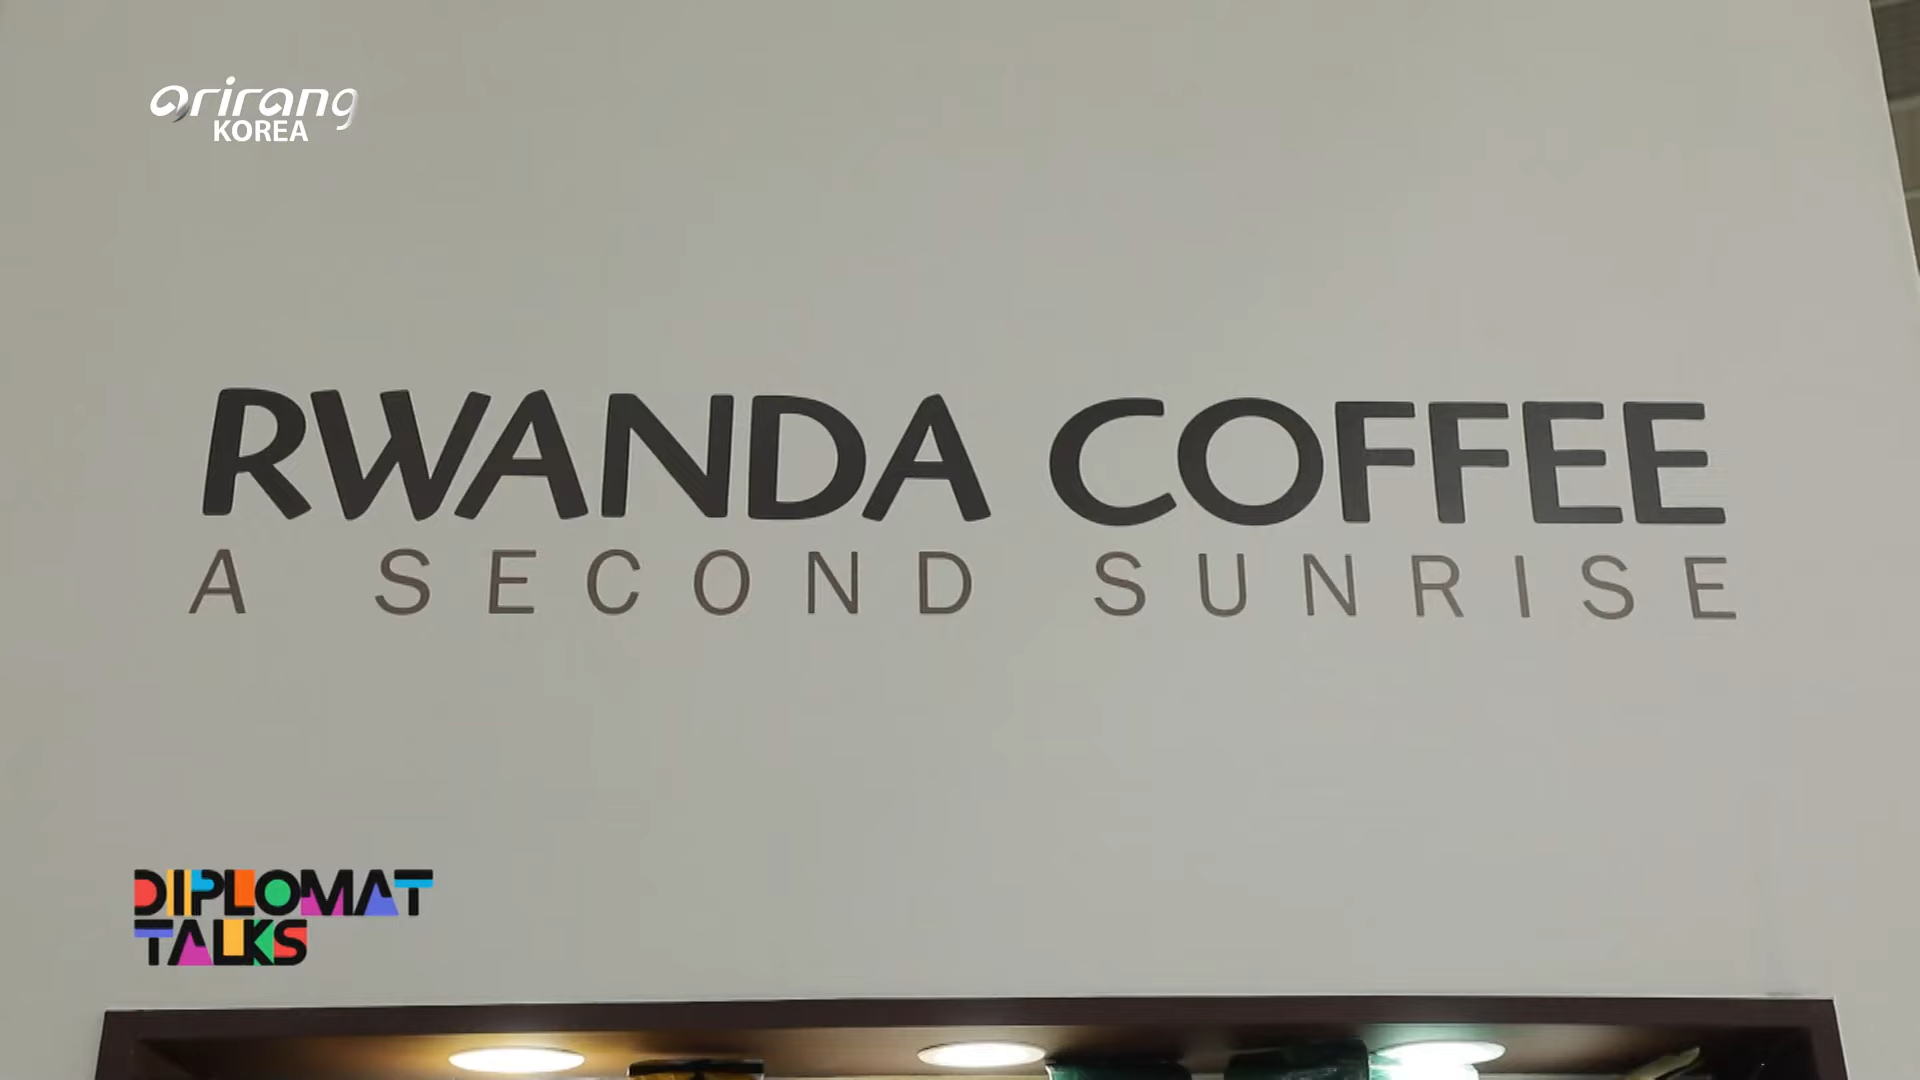 arirang
KOREA
RWANDA COFFEE
A SECOND SUNRISE
DIPLOMAT
TALKS